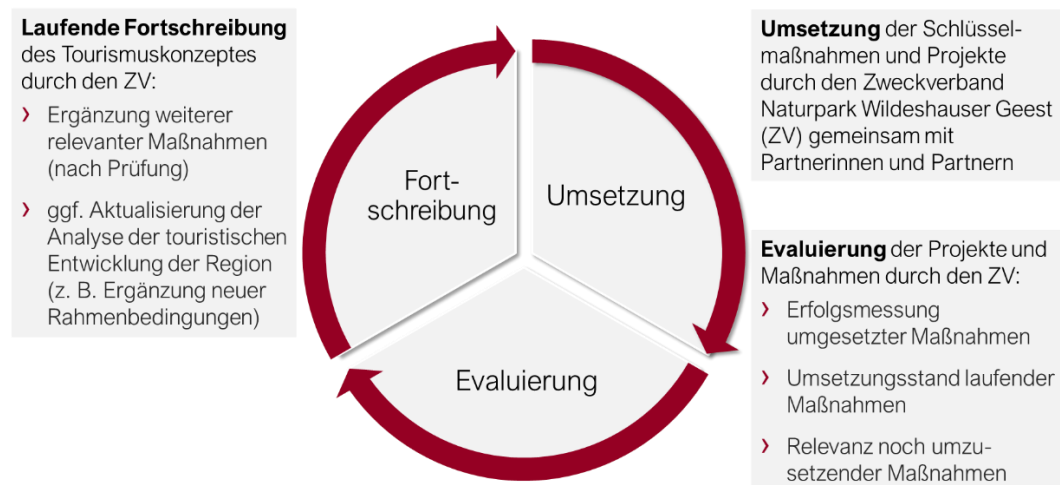 Laufende Fortschreibung
des Tourismuskonzeptes
durch den ZV:
› Ergänzung weiterer
relevanter Maßnahmen
(nach Prüfung)
› ggf. Aktualisierung der
Analyse der touristischen
Entwicklung der Region
(z. B. Ergänzung neuer
Rahmenbedingungen)
Fort-
schreibung
Umsetzung
Evaluierung
Umsetzung der Schlüssel-
maßnahmen und Projekte
durch den Zweckverband
Naturpark Wildeshauser Geest
(ZV) gemeinsam mit
Partnerinnen und Partnern
Evaluierung der Projekte und
Maßnahmen durch den ZV:
› Erfolgsmessung
umgesetzter Maßnahmen
› Umsetzungsstand laufender
Maßnahmen
› Relevanz noch umzu-
setzender Maßnahmen